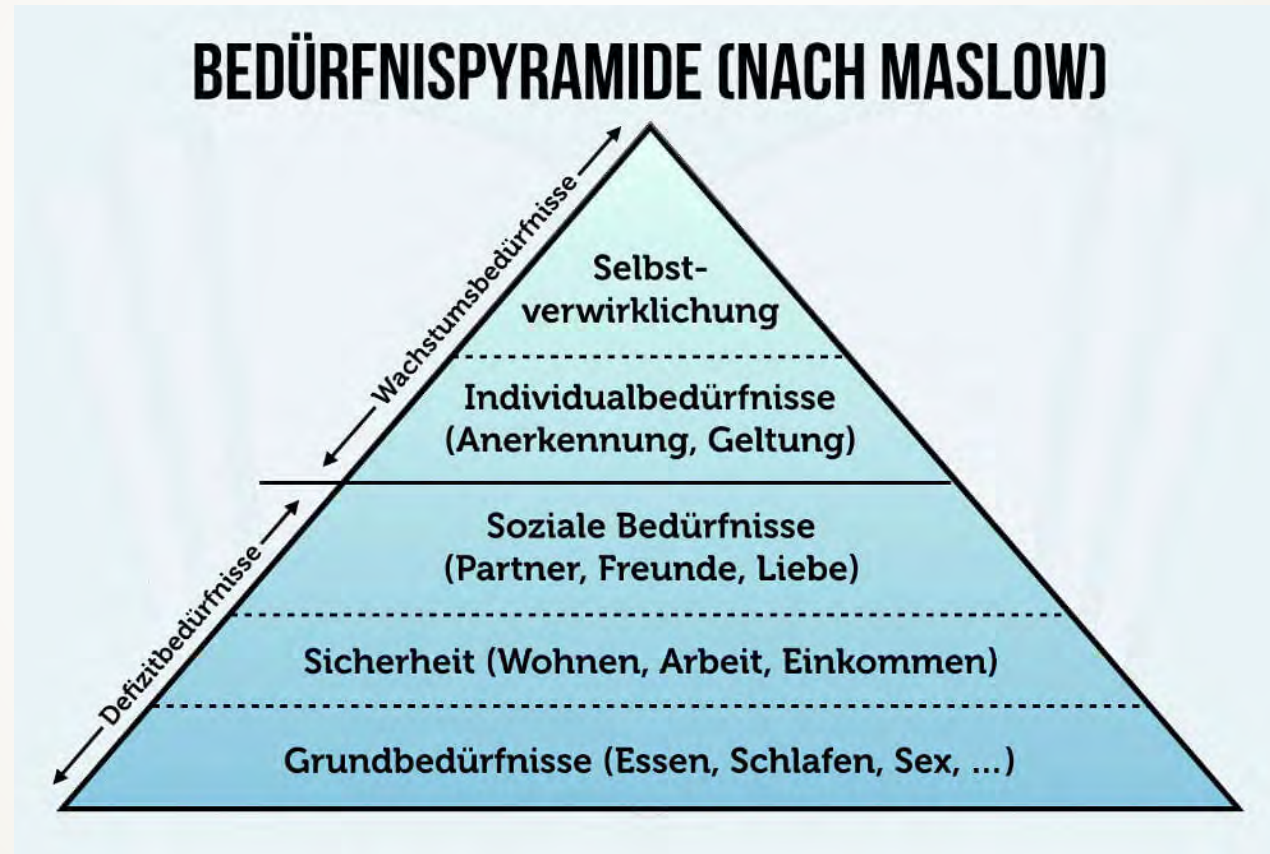 BEDÜRFNISPYRAMIDE (NACH MASLOW)
Wachstumsbedürfnisse
Selbst-
verwirklichung
Individualbedürfnisse
(Anerkennung, Geltung)
Defizitbedürfnisse
Soziale Bedürfnisse
(Partner, Freunde, Liebe)
Sicherheit (Wohnen, Arbeit, Einkommen)
Grundbedürfnisse (Essen, Schlafen, Sex, ...)